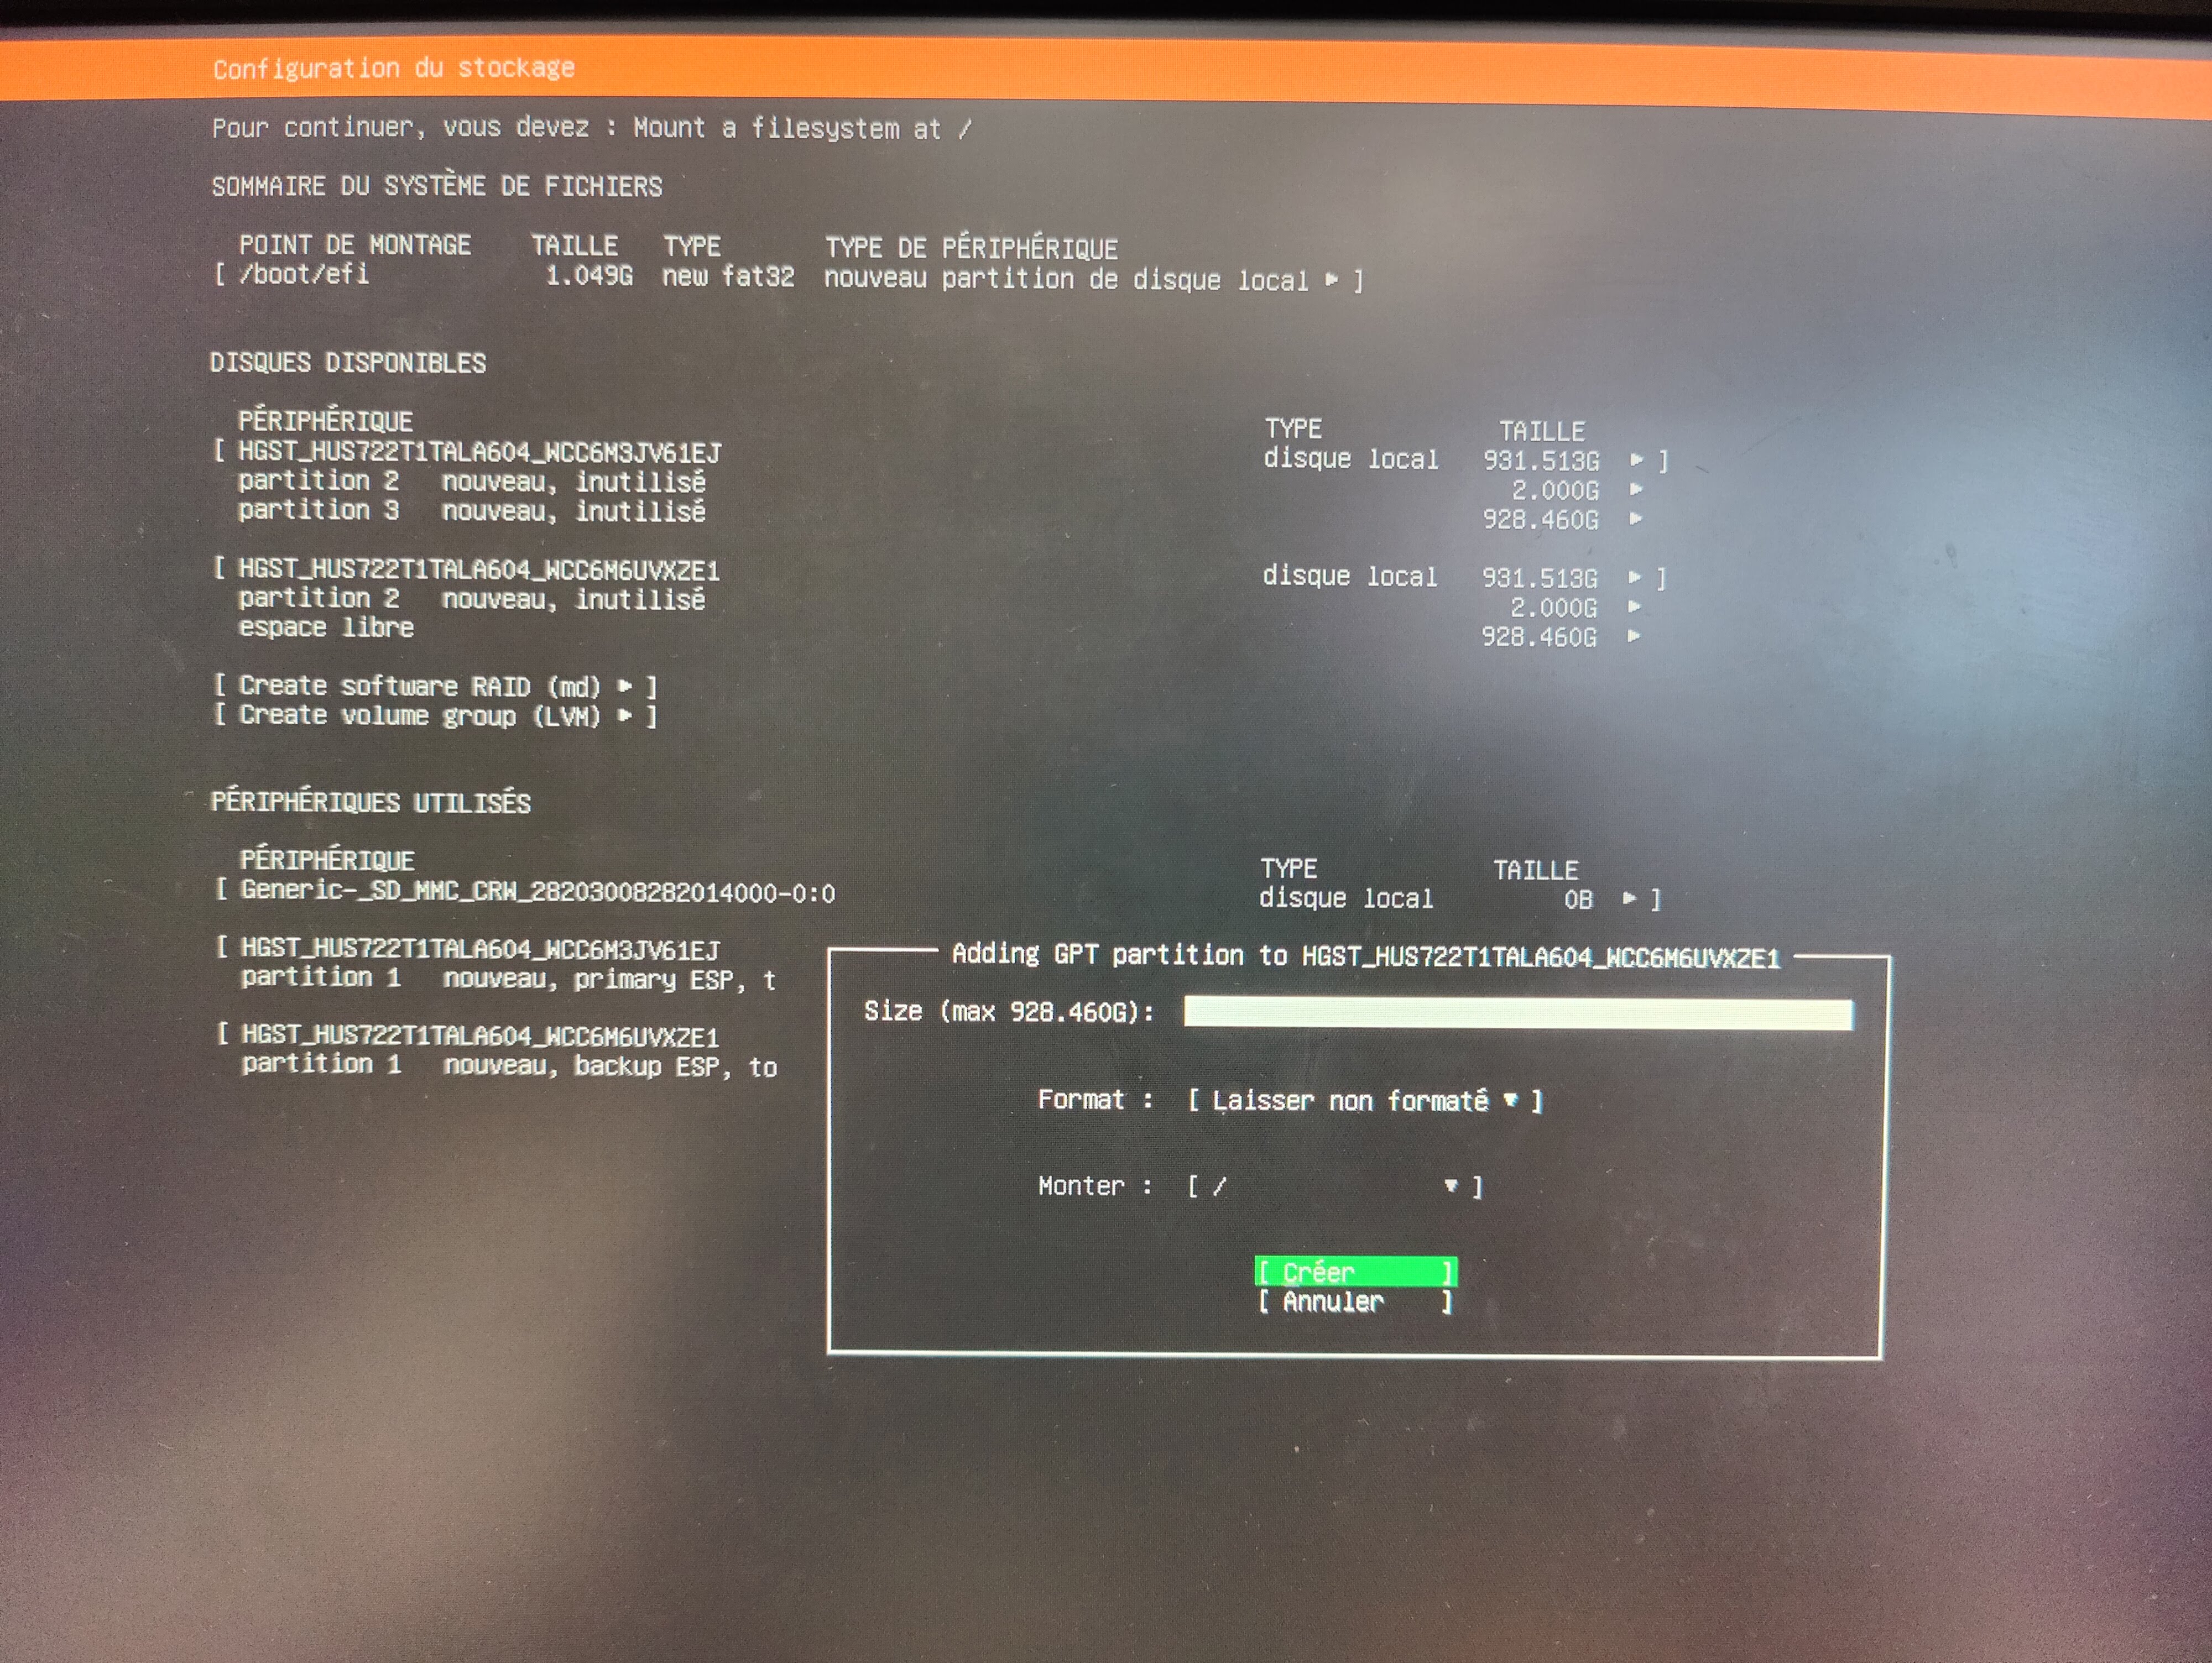 Configuration du stockage
Pour continuer, vous devez : Mount a filesystem at /
SOMMAIRE DU SYSTÈME DE FICHIERS
POINT DE MONTAGE TAILLE TYPE TYPE DE PÉRIPHÉRIQUE
[ /boot/efi 1.049G new fat32 nouveau partition de disque local ▸ ]
DISQUES DISPONIBLES
PÉRIPHÉRIQUE TYPE TAILLE
[ HGST_HUS722T1TALA604_WCC6M3JV61EJ disque local 931.513G ▸ ]
partition 2 nouveau, inutilisé 2.000G ▸
partition 3 nouveau, inutilisé 928.460G ▸
[ HGST_HUS722T1TALA604_WCC6M6UVXZE1 disque local 931.513G ▸ ]
partition 2 nouveau, inutilisé 2.000G ▸
espace libre 928.460G ▸
[ Create software RAID (md) ▸ ]
[ Create volume group (LVM) ▸ ]
PÉRIPHÉRIQUES UTILISÉS
PÉRIPHÉRIQUE TYPE TAILLE
[ Generic-_SD_MMC_CRW_28203008282014000-0:0 disque local 0B ▸ ]
[ HGST_HUS722T1TALA604_WCC6M3JV61EJ
partition 1 nouveau, primary ESP, t
[ HGST_HUS722T1TALA604_WCC6M6UVXZE1
partition 1 nouveau, backup ESP, to
Adding GPT partition to HGST_HUS722T1TALA604_WCC6M6UVXZE1
Size (max 928.460G):
Format : [ Laisser non formaté ▾ ]
Monter : [ / ▾ ]
[ Créer ]
[ Annuler ]